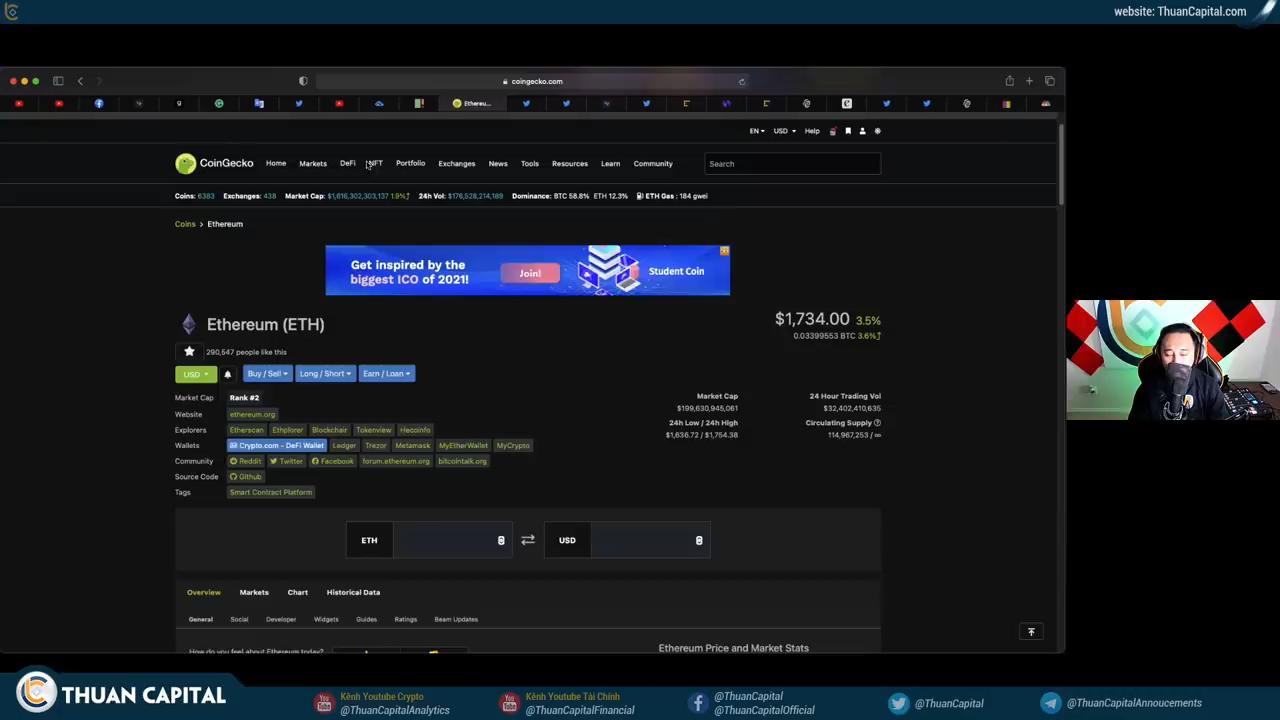 website: ThuanCapital.com
coingecko.com
Ethereu...
EN USD Help
CoinGecko Home Markets DeFi NFT Portfolio Exchanges News Tools Resources Learn Community Search
Coins: 6383 Exchanges: 438 Market Cap: $1,616,302,303,137 1.9% 24h Vol: $176,528,214,189 Dominance: BTC 58.8% ETH 12.3% ETH Gas: 184 gwei
Coins > Ethereum
Get inspired by the
biggest ICO of 2021!
Join!
Student Coin
Ethereum (ETH)
$1,734.00 3.5%
0.03399553 BTC 3.6%
290,547 people like this
USD Buy / Sell Long / Short Earn / Loan
Market Cap Rank #2
Website ethereum.org
Explorers Etherscan Ethplorer Blockchair Tokenview Hecoinfo
Wallets Crypto.com - DeFi Wallet Ledger Trezor Metamask MyEtherWallet MyCrypto
Community Reddit Twitter Facebook forum.ethereum.org bitcointalk.org
Source Code Github
Tags Smart Contract Platform
Market Cap 24 Hour Trading Vol
$199,630,945,061 $32,402,410,635
24h Low / 24h High Circulating Supply
$1,636.72 / $1,754.38 114,967,253 / ∞
ETH 0 USD 0
Overview Markets Chart Historical Data
General Social Developer Widgets Guides Ratings Beam Updates
How do you feel about Ethereum today?
Ethereum Price and Market Stats
THUAN CAPITAL
Kênh Youtube Crypto
@ThuanCapitalAnalytics
Kênh Youtube Tài Chính
@ThuanCapitalFinancial
@ThuanCapital
@ThuanCapitalOfficial
@ThuanCapital
@ThuanCapitalAnnoucements